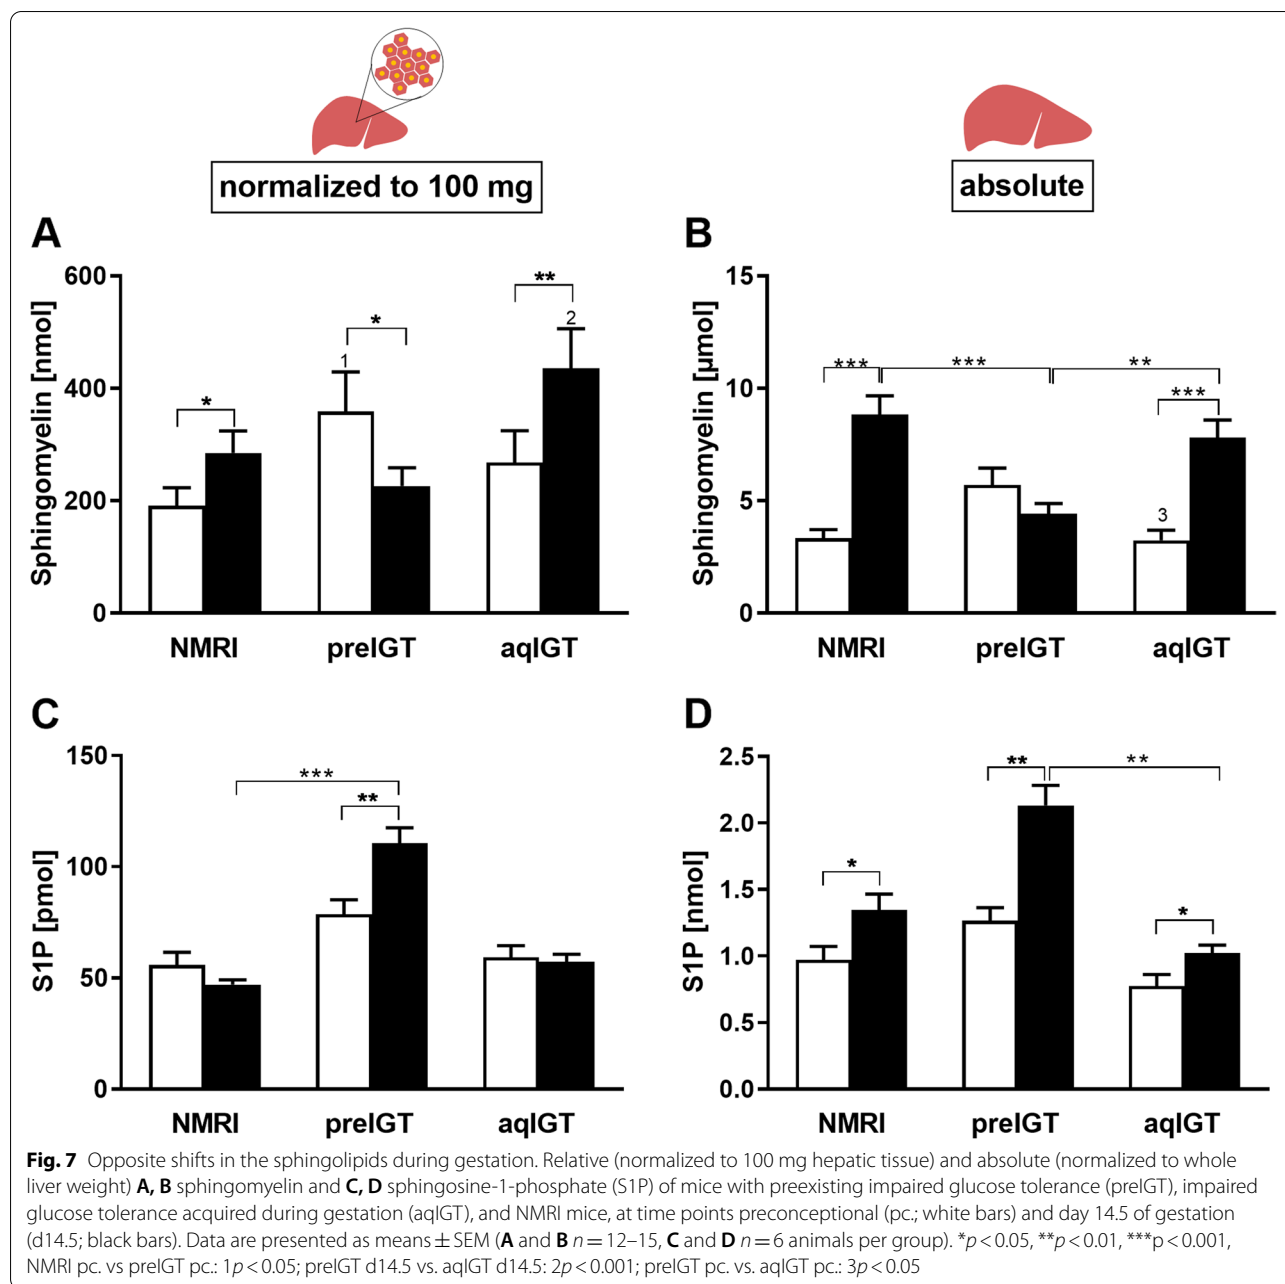 normalized to 100 mg
absolute
A
Sphingomyelin [nmol]
600
400
200
0
*
1
*
2
**
NMRI
preIGT
aqIGT
B
Sphingomyelin [µmol]
15
10
5
0
***
***
**
***
3
NMRI
preIGT
aqIGT
C
S1P [pmol]
150
100
50
0
***
**
NMRI
preIGT
aqIGT
D
S1P [nmol]
2.5
2.0
1.5
1.0
0.5
0.0
*
**
**
*
NMRI
preIGT
aqIGT
Fig. 7 Opposite shifts in the sphingolipids during gestation. Relative (normalized to 100 mg hepatic tissue) and absolute (normalized to whole
liver weight) A, B sphingomyelin and C, D sphingosine-1-phosphate (S1P) of mice with preexisting impaired glucose tolerance (preIGT), impaired
glucose tolerance acquired during gestation (aqIGT), and NMRI mice, at time points preconceptional (pc.; white bars) and day 14.5 of gestation
(d14.5; black bars). Data are presented as means ± SEM (A and B n = 12–15, C and D n = 6 animals per group). *p < 0.05, **p < 0.01, ***p < 0.001,
NMRI pc. vs preIGT pc.: 1p < 0.05; preIGT d14.5 vs. aqIGT d14.5: 2p < 0.001; preIGT pc. vs. aqIGT pc.: 3p < 0.05